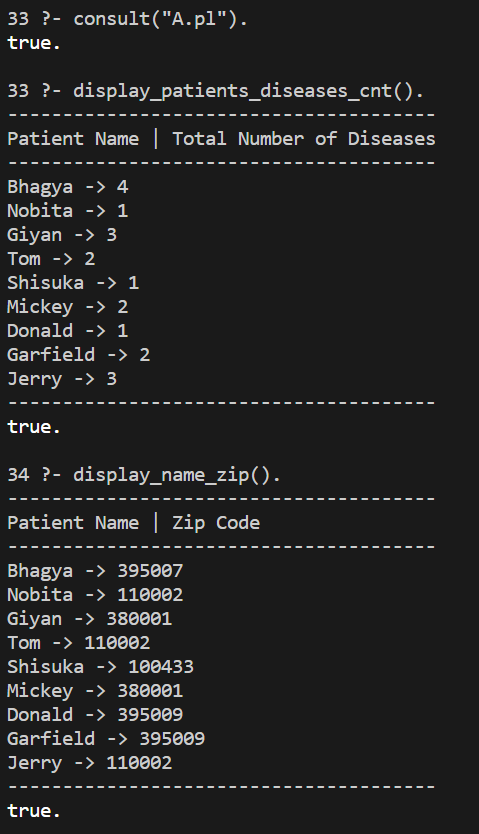 33 ?- consult("A.pl").
true.
33 ?- display_patients_diseases_cnt().
---------------------------------------
Patient Name | Total Number of Diseases
---------------------------------------
Bhagya -> 4
Nobita -> 1
Giyan -> 3
Tom -> 2
Shisuka -> 1
Mickey -> 2
Donald -> 1
Garfield -> 2
Jerry -> 3
---------------------------------------
true.
34 ?- display_name_zip().
---------------------------------------
Patient Name | Zip Code
---------------------------------------
Bhagya -> 395007
Nobita -> 110002
Giyan -> 380001
Tom -> 110002
Shisuka -> 100433
Mickey -> 380001
Donald -> 395009
Garfield -> 395009
Jerry -> 110002
---------------------------------------
true.